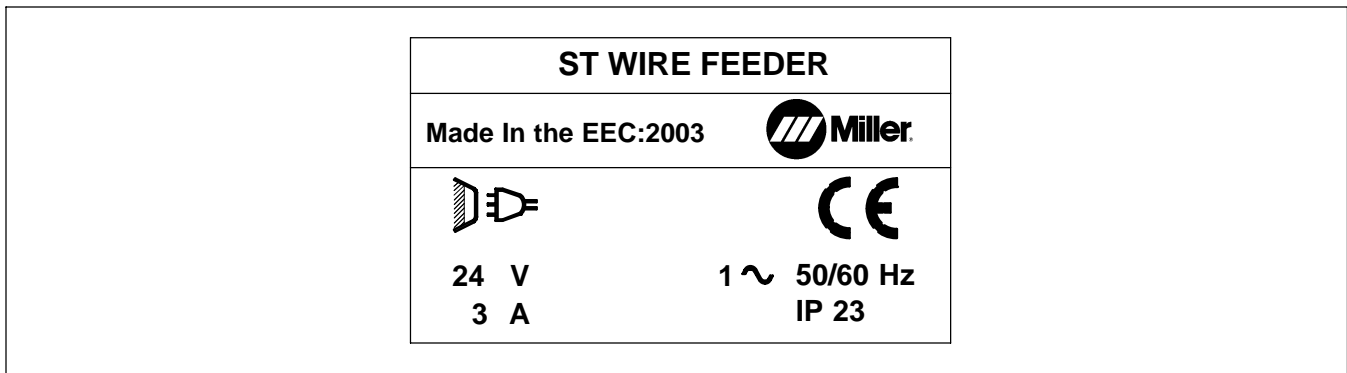 ST WIRE FEEDER
Made In the EEC:2003 Miller.
CE
24 V 1 ~ 50/60 Hz
3 A IP 23